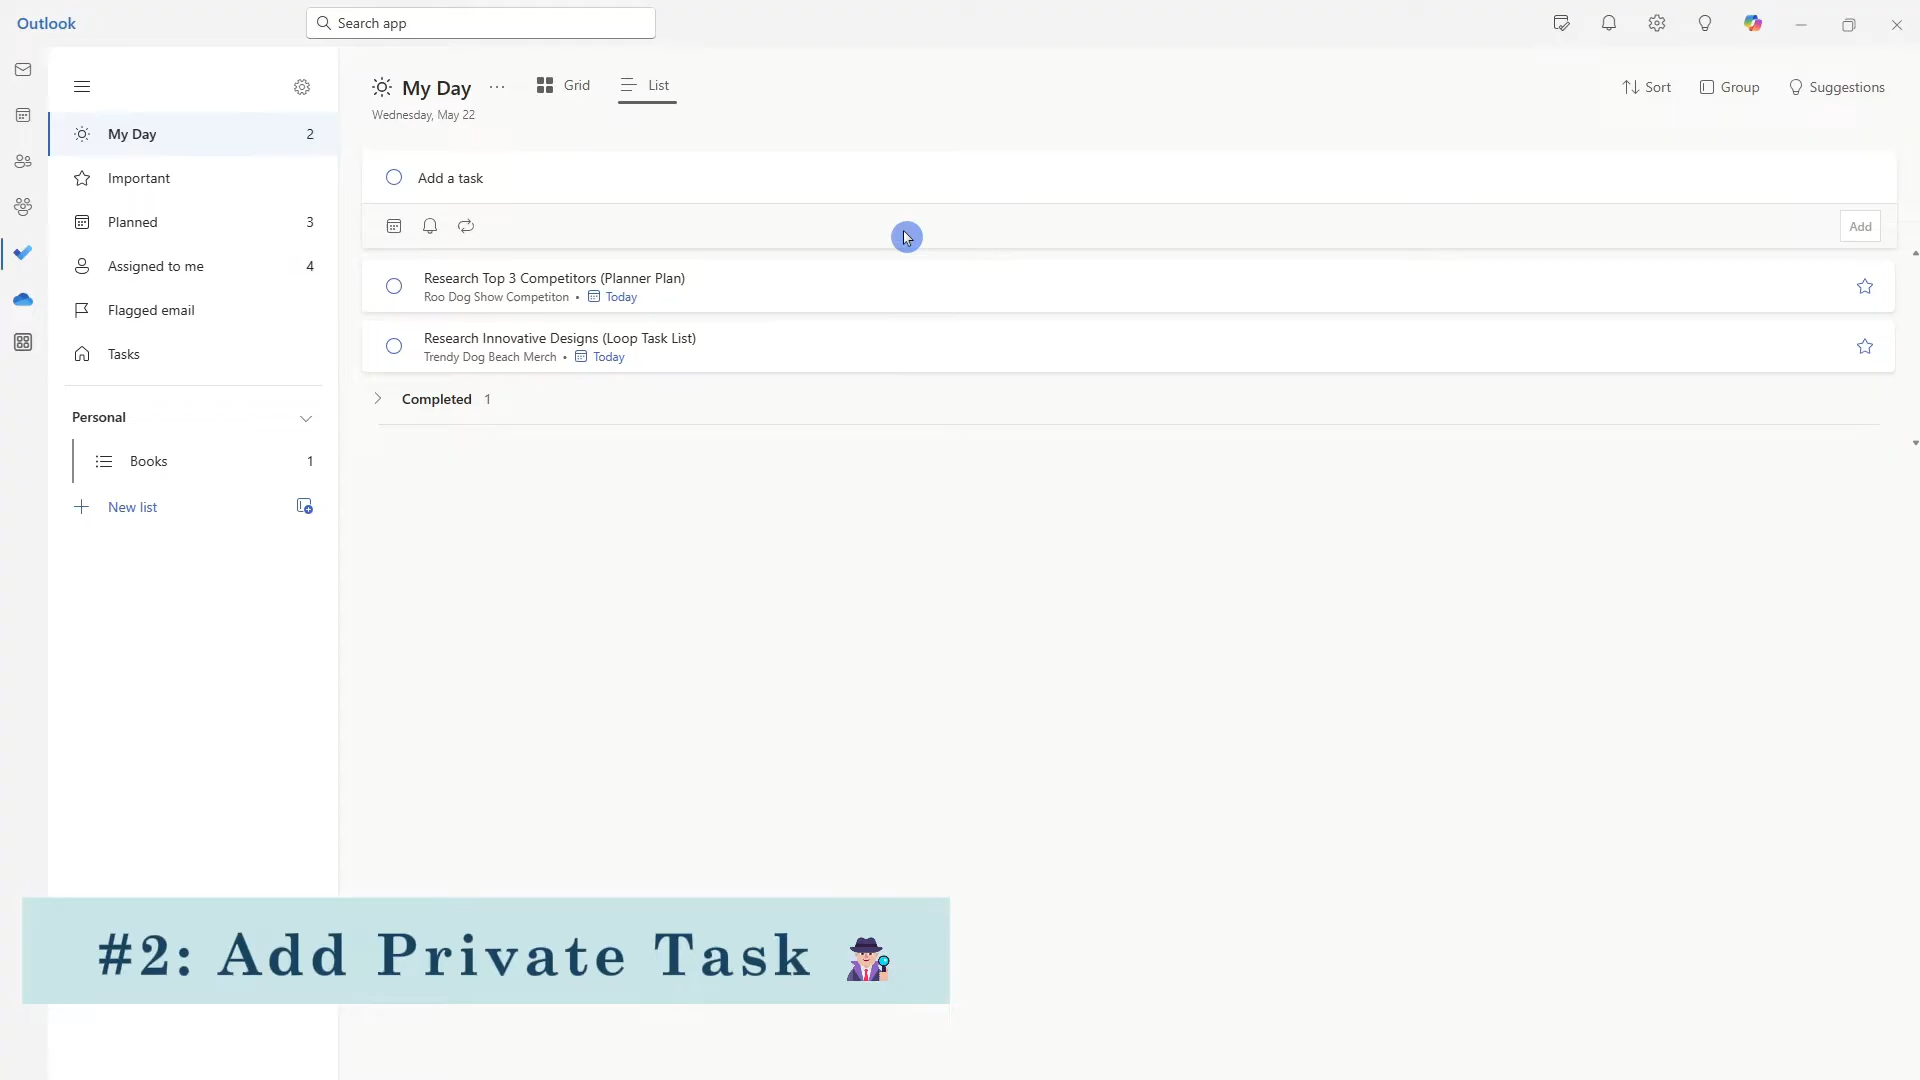 Outlook
Search app
My Day
Grid
List
Wednesday, May 22
Sort
Group
Suggestions
My Day 2
Important
Planned 3
Assigned to me 4
Flagged email
Tasks
Personal
Books 1
New list
Add a task
Add
Research Top 3 Competitors (Planner Plan)
Roo Dog Show Competiton • Today
Research Innovative Designs (Loop Task List)
Trendy Dog Beach Merch • Today
Completed 1
#2: Add Private Task